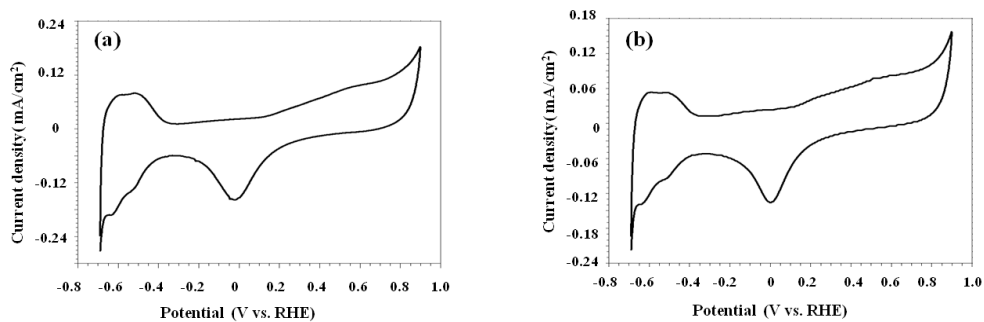 (a)
0.24
0.12
0
-0.12
-0.24
-0.8 -0.6 -0.4 -0.2 0 0.2 0.4 0.6 0.8 1.0
Current density( mA/cm²)
Potential (V vs. RHE)
(b)
0.18
0.12
0.06
0
-0.06
-0.12
-0.18
-0.24
-0.8 -0.6 -0.4 -0.2 0 0.2 0.4 0.6 0.8 1.0
Current density ( mA/cm²)
Potential (V vs. RHE)